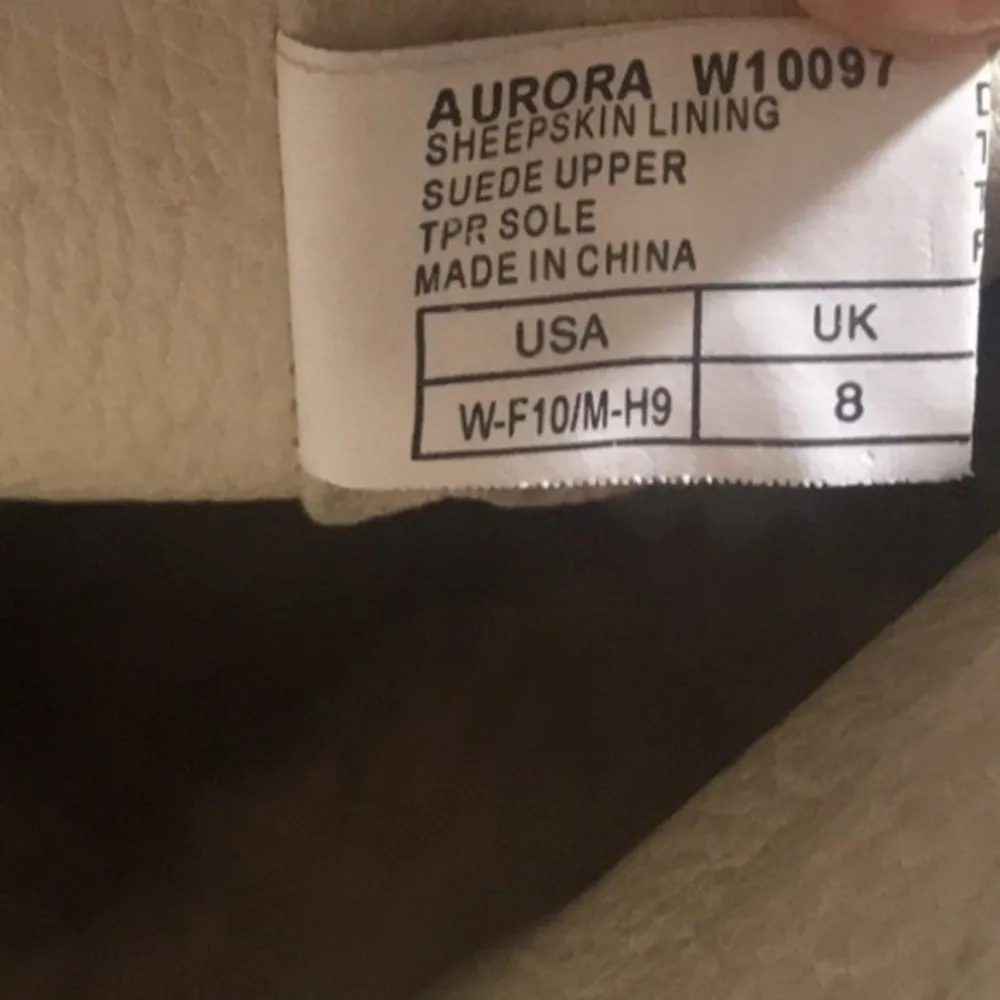 AURORA W10097
SHEEPSKIN LINING
SUEDE UPPER
TPR SOLE
MADE IN CHINA
USA UK
W-F10/M-H9 8